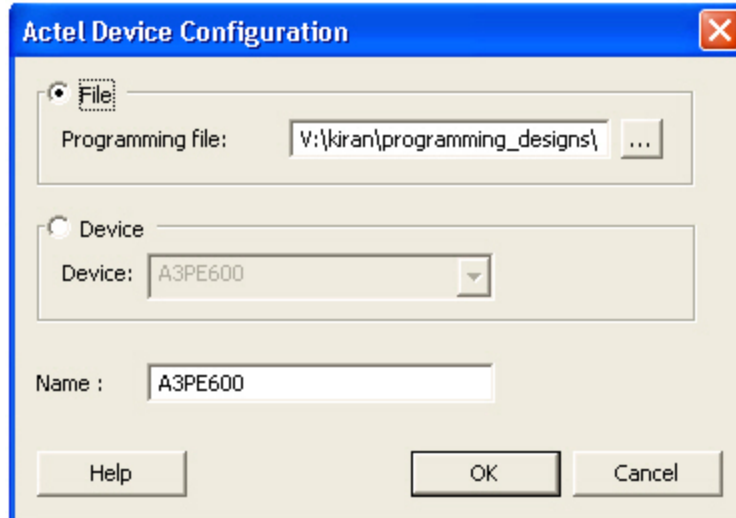 Actel Device Configuration
File
Programming file: V:\kiran\programming_designs\ ...
Device
Device: A3PE600
Name : A3PE600
Help OK Cancel